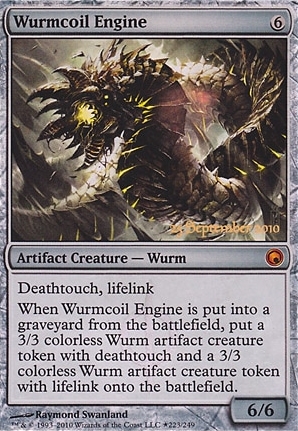 Wurmcoil Engine 6
25 September 2010
Artifact Creature — Wurm
Deathtouch, lifelink
When Wurmcoil Engine is put into a
graveyard from the battlefield, put a
3/3 colorless Wurm artifact creature
token with deathtouch and a 3/3
colorless Wurm artifact creature
token with lifelink onto the battlefield.
6/6
Raymond Swanland
™ & © 1993–2010 Wizards of the Coast LLC ★223/249